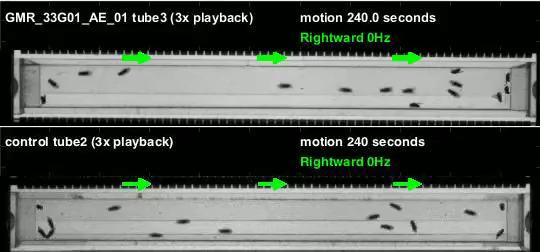 GMR_33G01_AE_01 tube3 (3x playback) motion 240.0 seconds
Rightward 0Hz
control tube2 (3x playback) motion 240 seconds
Rightward 0Hz